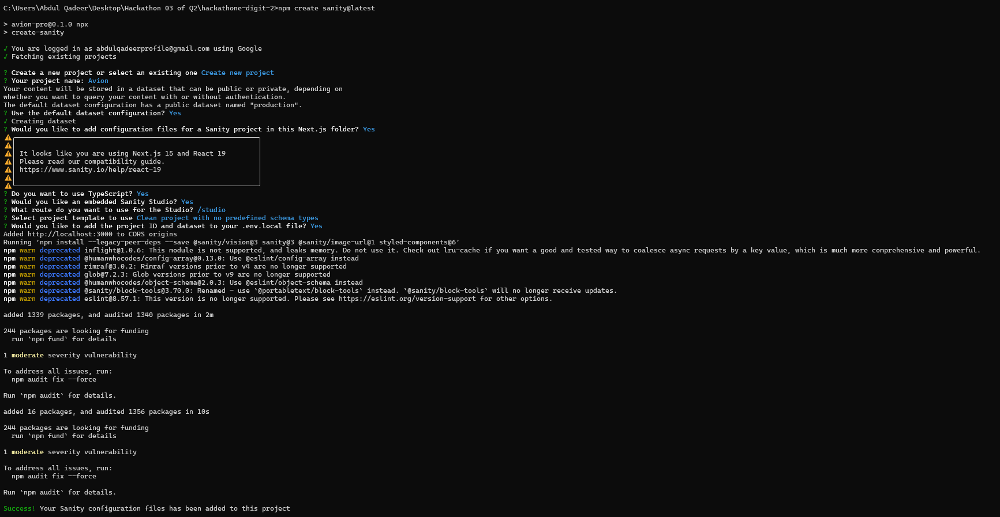 C:\Users\Abdul Qadeer\Desktop\Hackathon 03 of Q2\hackathone-digit-2>npm create sanity@latest
> avion-pro@0.1.0 npx
> create-sanity
√ You are logged in as abdulqadeerprofile@gmail.com using Google
√ Fetching existing projects
? Create a new project or select an existing one Create new project
? Your project name: Avion
Your content will be stored in a dataset that can be public or private, depending on
whether you want to query your content with or without authentication.
The default dataset configuration has a public dataset named "production".
? Use the default dataset configuration? Yes
√ Creating dataset
? Would you like to add configuration files for a Sanity project in this Next.js folder? Yes
It looks like you are using Next.js 15 and React 19
Please read our compatibility guide.
https://www.sanity.io/help/react-19
? Do you want to use TypeScript? Yes
? Would you like an embedded Sanity Studio? Yes
? What route do you want to use for the Studio? /studio
? Select project template to use Clean project with no predefined schema types
? Would you like to add the project ID and dataset to your .env.local file? Yes
Added http://localhost:3000 to CORS origins
Running 'npm install --legacy-peer-deps --save @sanity/vision@3 sanity@3 @sanity/image-url@1 styled-components@6'
npm warn deprecated inflight@1.0.6: This module is not supported, and leaks memory. Do not use it. Check out lru-cache if you want a good and tested way to coalesce async requests by a key value, which is much more comprehensive and powerful.
npm warn deprecated @humanwhocodes/config-array@0.13.0: Use @eslint/config-array instead
npm warn deprecated rimraf@3.0.2: Rimraf versions prior to v4 are no longer supported
npm warn deprecated glob@7.2.3: Glob versions prior to v9 are no longer supported
npm warn deprecated @humanwhocodes/object-schema@2.0.3: Use @eslint/object-schema instead
npm warn deprecated @sanity/block-tools@3.70.0: Renamed - use `@portabletext/block-tools` instead. `@sanity/block-tools` will no longer receive updates.
npm warn deprecated eslint@8.57.1: This version is no longer supported. Please see https://eslint.org/version-support for other options.
added 1339 packages, and audited 1340 packages in 2m
244 packages are looking for funding
run `npm fund` for details
1 moderate severity vulnerability
To address all issues, run:
npm audit fix --force
Run `npm audit` for details.
added 16 packages, and audited 1356 packages in 10s
244 packages are looking for funding
run `npm fund` for details
1 moderate severity vulnerability
To address all issues, run:
npm audit fix --force
Run `npm audit` for details.
Success! Your Sanity configuration files has been added to this project